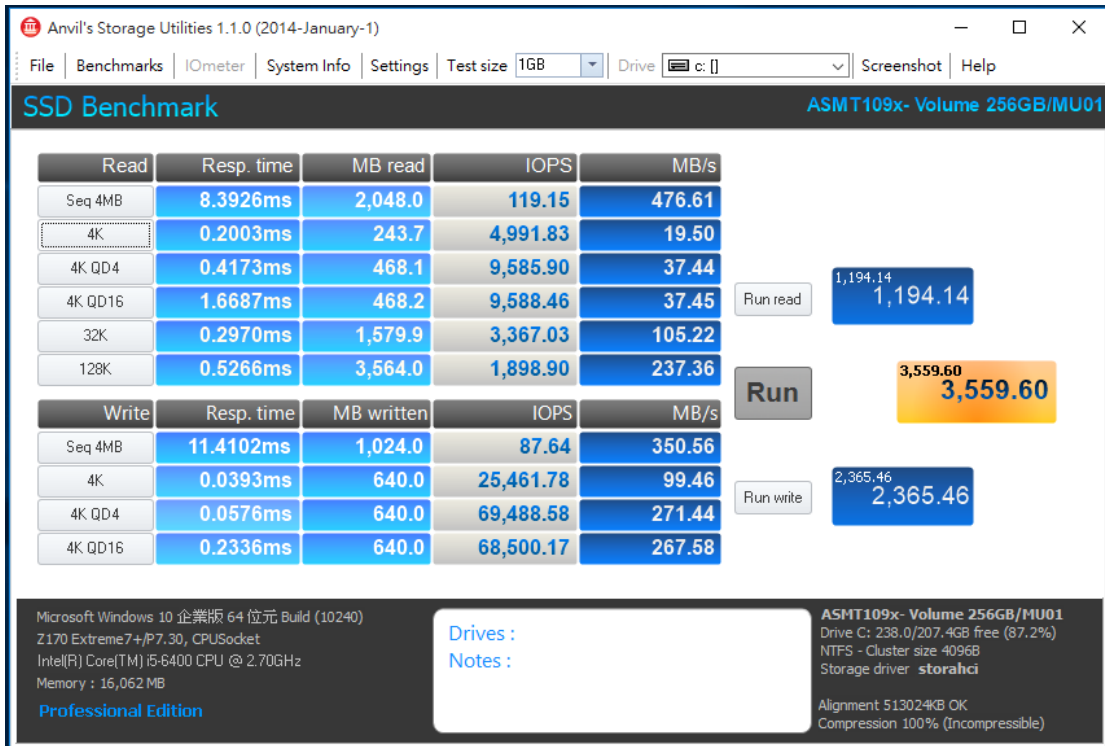 Anvil's Storage Utilities 1.1.0 (2014-January-1)
File Benchmarks IOmeter System Info Settings Test size 1GB Drive c: [] Screenshot Help
SSD Benchmark ASMT109x- Volume 256GB/MU01
Read Resp. time MB read IOPS MB/s
Seq 4MB 8.3926ms 2,048.0 119.15 476.61
4K 0.2003ms 243.7 4,991.83 19.50
4K QD4 0.4173ms 468.1 9,585.90 37.44
4K QD16 1.6687ms 468.2 9,588.46 37.45
32K 0.2970ms 1,579.9 3,367.03 105.22
128K 0.5266ms 3,564.0 1,898.90 237.36
Run read
1,194.14
1,194.14
Run
3,559.60
3,559.60
Write Resp. time MB written IOPS MB/s
Seq 4MB 11.4102ms 1,024.0 87.64 350.56
4K 0.0393ms 640.0 25,461.78 99.46
4K QD4 0.0576ms 640.0 69,488.58 271.44
4K QD16 0.2336ms 640.0 68,500.17 267.58
Run write
2,365.46
2,365.46
Microsoft Windows 10 企業版 64 位元 Build (10240)
Z170 Extreme7+/P7.30, CPUSocket
Intel(R) Core(TM) i5-6400 CPU @ 2.70GHz
Memory : 16,062 MB
Professional Edition
Drives :
Notes :
ASMT109x- Volume 256GB/MU01
Drive C: 238.0/207.4GB free (87.2%)
NTFS - Cluster size 4096B
Storage driver storahci
Alignment 513024KB OK
Compression 100% (Incompressible)